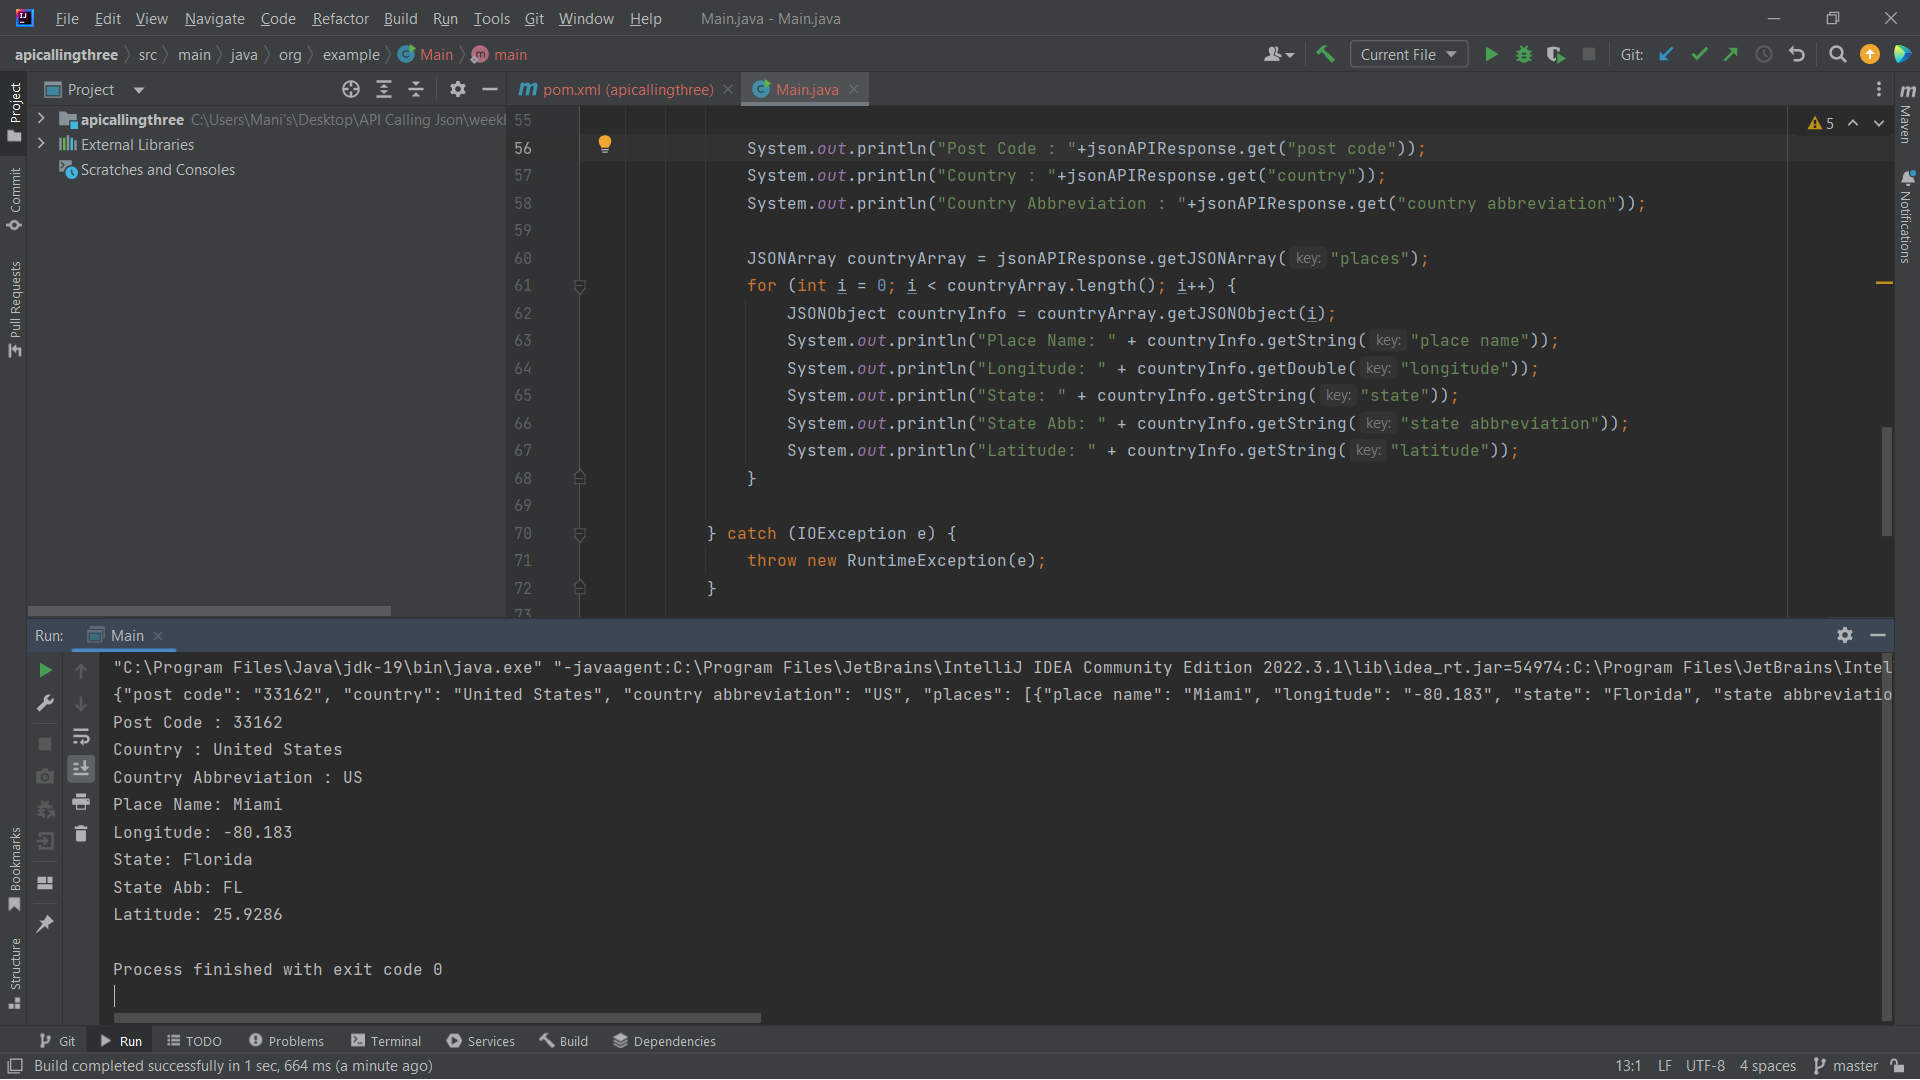 File Edit View Navigate Code Refactor Build Run Tools Git Window Help Main.java - Main.java
apicallingthree src main java org example Main main
Current File Git:
Project
pom.xml (apicallingthree) Main.java
apicallingthree C:\Users\Mani's\Desktop\API Calling Json\week
External Libraries
Scratches and Consoles
Project
Commit
Pull Requests
Bookmarks
Structure
Maven
Notifications
5
55
56 System.out.println("Post Code : "+jsonAPIResponse.get("post code"));
57 System.out.println("Country : "+jsonAPIResponse.get("country"));
58 System.out.println("Country Abbreviation : "+jsonAPIResponse.get("country abbreviation"));
59
60 JSONArray countryArray = jsonAPIResponse.getJSONArray( key: "places");
61 for (int i = 0; i < countryArray.length(); i++) {
62 JSONObject countryInfo = countryArray.getJSONObject(i);
63 System.out.println("Place Name: " + countryInfo.getString( key: "place name"));
64 System.out.println("Longitude: " + countryInfo.getDouble( key: "longitude"));
65 System.out.println("State: " + countryInfo.getString( key: "state"));
66 System.out.println("State Abb: " + countryInfo.getString( key: "state abbreviation"));
67 System.out.println("Latitude: " + countryInfo.getString( key: "latitude"));
68 }
69
70 } catch (IOException e) {
71 throw new RuntimeException(e);
72 }
73
Run: Main
"C:\Program Files\Java\jdk-19\bin\java.exe" "-javaagent:C:\Program Files\JetBrains\IntelliJ IDEA Community Edition 2022.3.1\lib\idea_rt.jar=54974:C:\Program Files\JetBrains\Intel
{"post code": "33162", "country": "United States", "country abbreviation": "US", "places": [{"place name": "Miami", "longitude": "-80.183", "state": "Florida", "state abbreviatio
Post Code : 33162
Country : United States
Country Abbreviation : US
Place Name: Miami
Longitude: -80.183
State: Florida
State Abb: FL
Latitude: 25.9286
Process finished with exit code 0
Git Run TODO Problems Terminal Services Build Dependencies
Build completed successfully in 1 sec, 664 ms (a minute ago) 13:1 LF UTF-8 4 spaces master